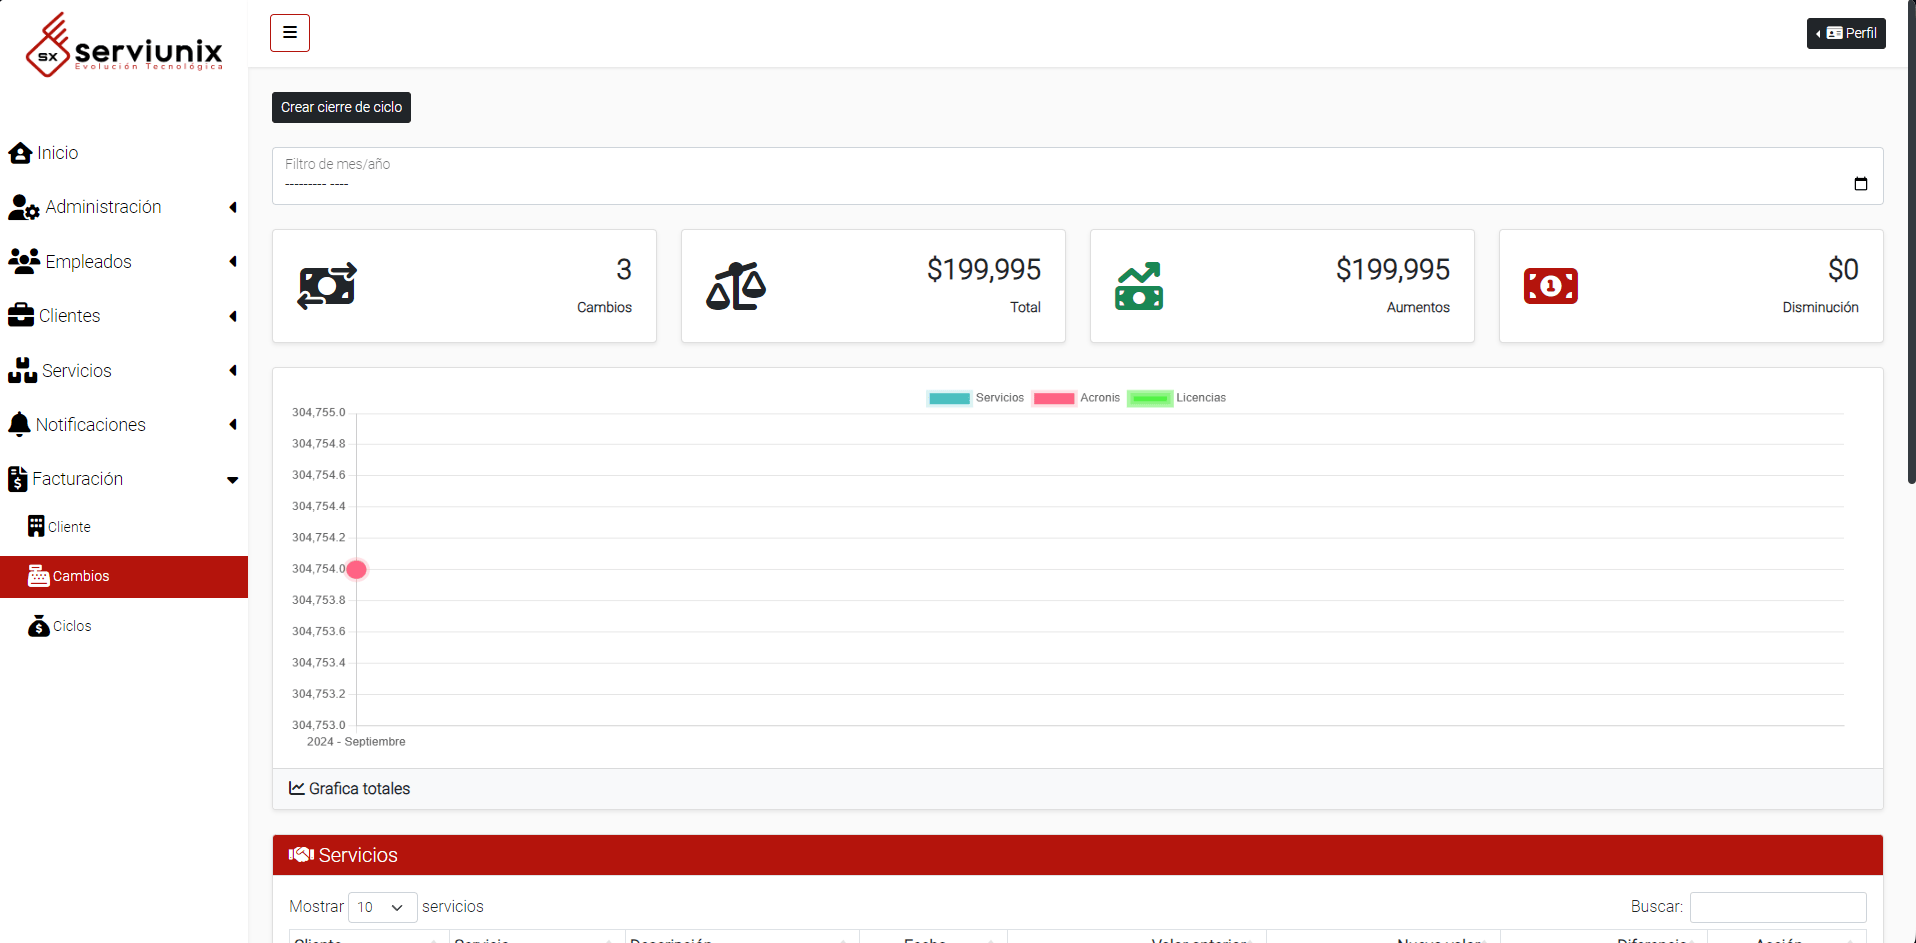 SX serviunix
Evolución Tecnológica
Perfil
Inicio
Administración
Empleados
Clientes
Servicios
Notificaciones
Facturación
Cliente
Cambios
Ciclos
Crear cierre de ciclo
Filtro de mes/año
--------- ----
3
Cambios
$199,995
Total
$199,995
Aumentos
1
$0
Disminución
Servicios Acronis Licencias
304,755.0
304,754.8
304,754.6
304,754.4
304,754.2
304,754.0
304,753.8
304,753.6
304,753.4
304,753.2
304,753.0
2024 - Septiembre
Grafica totales
Servicios
Mostrar 10 servicios
Buscar:
Cliente Servicio Descripción Fecha Valor anterior Nuevo valor Diferencia Acción